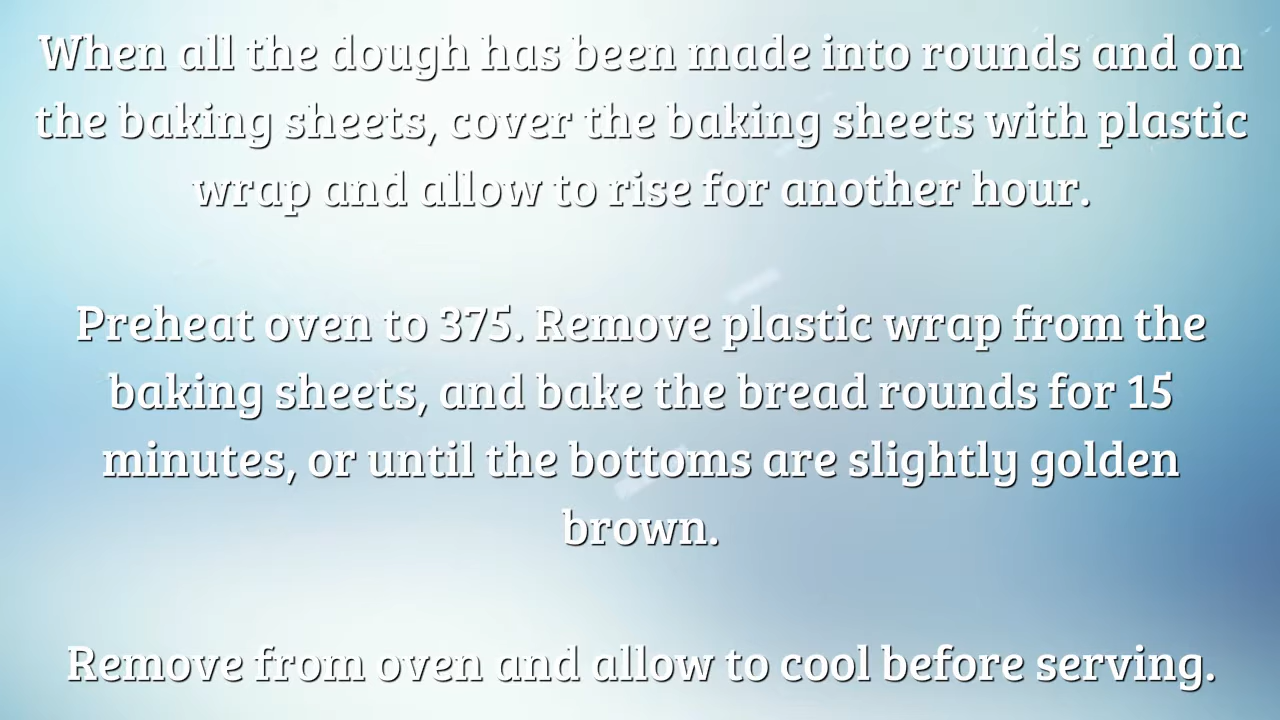 When all the dough has been made into rounds and on
the baking sheets, cover the baking sheets with plastic
wrap and allow to rise for another hour.
Preheat oven to 375. Remove plastic wrap from the
baking sheets, and bake the bread rounds for 15
minutes, or until the bottoms are slightly golden
brown.
Remove from oven and allow to cool before serving.